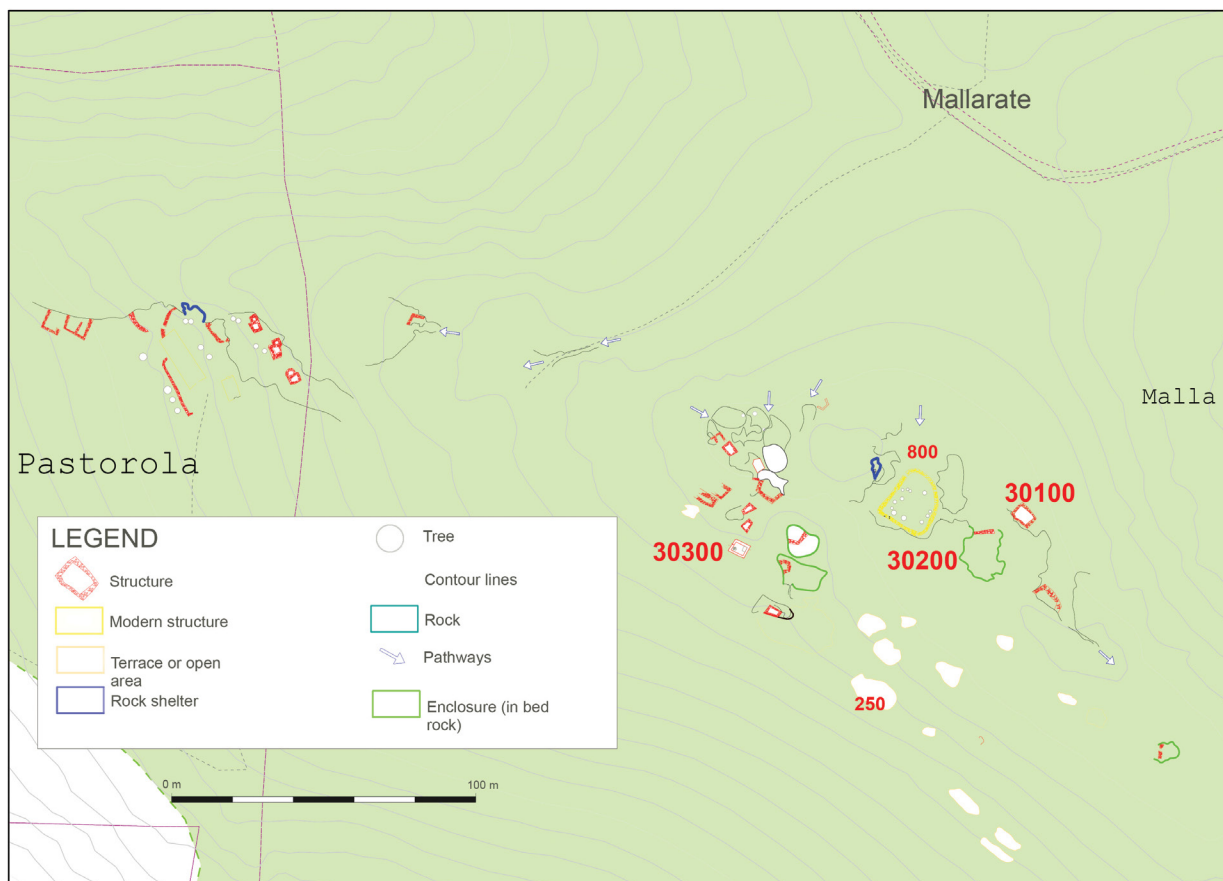 Mallarate
Malla
Pastorola
800
30100
30300
30200
250
LEGEND
Structure
Modern structure
Terrace or open
area
Rock shelter
Tree
Contour lines
Rock
Pathways
Enclosure (in bed
rock)
0 m
100 m